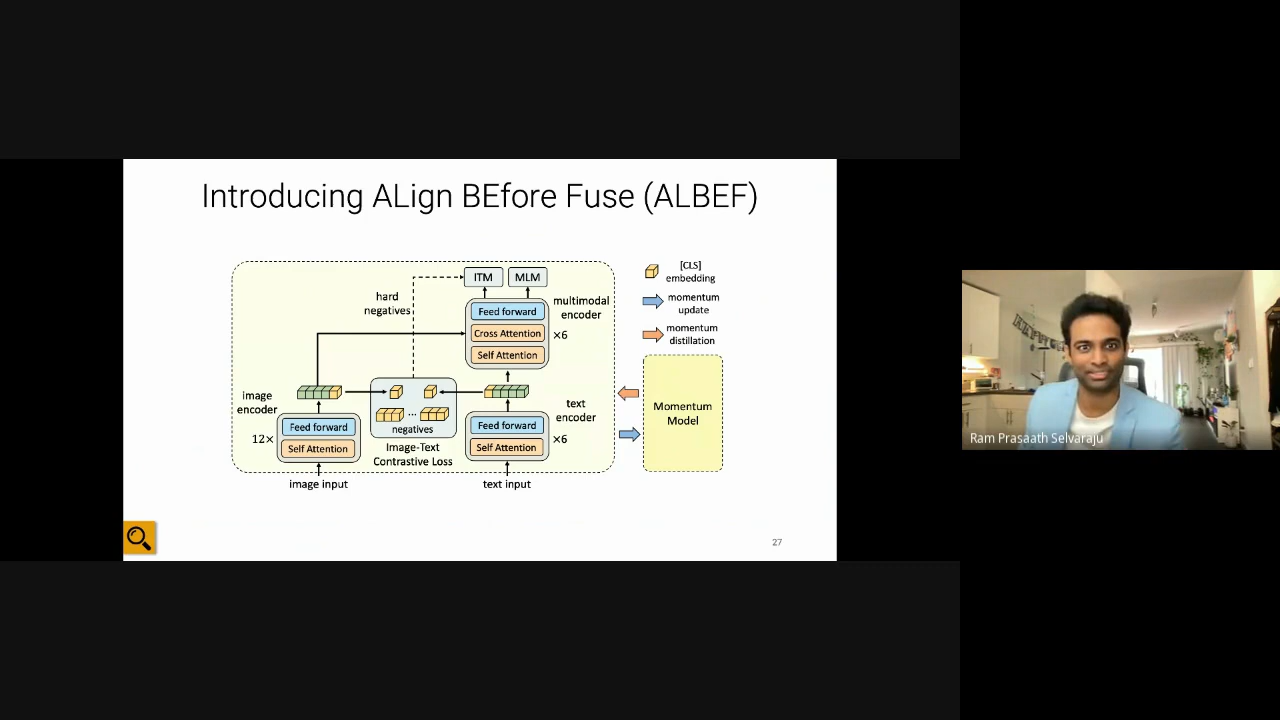 Introducing ALign BEfore Fuse (ALBEF)
ITM
MLM
hard
negatives
Feed forward
Cross Attention
Self Attention
multimodal
encoder
×6
[CLS]
embedding
momentum
update
momentum
distillation
image
encoder
12×
Feed forward
Self Attention
image input
negatives
Image-Text
Contrastive Loss
text
encoder
Feed forward
Self Attention
×6
text input
Momentum
Model
27
Ram Prasaath Selvaraju